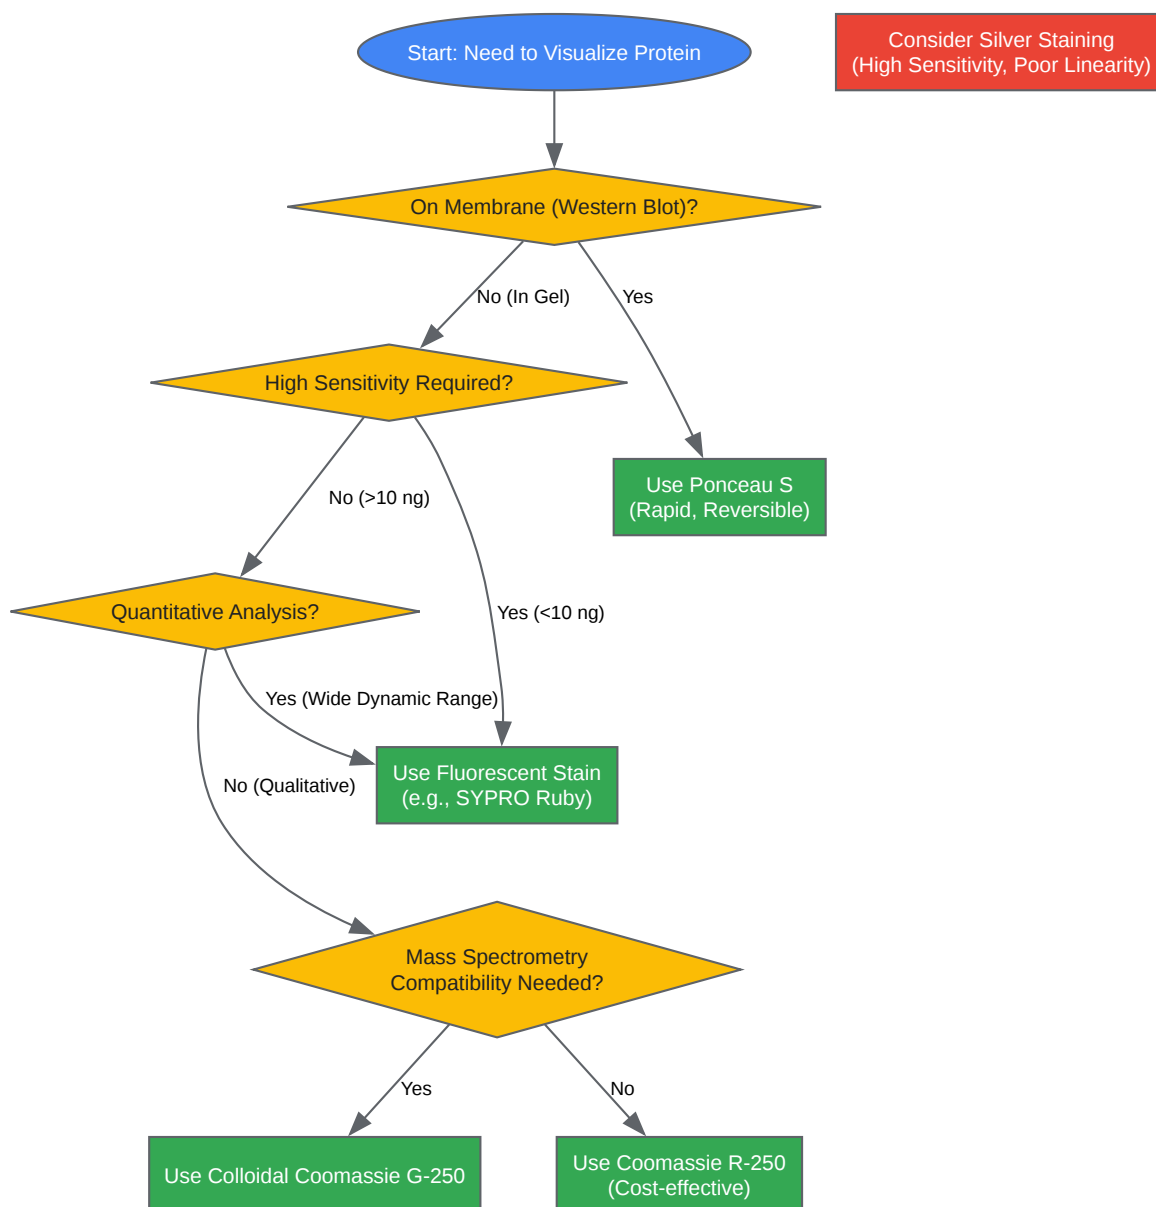 Start: Need to Visualize Protein
Consider Silver Staining
(High Sensitivity, Poor Linearity)
On Membrane (Western Blot)?
No (In Gel)
Yes
High Sensitivity Required?
Use Ponceau S
(Rapid, Reversible)
No (>10 ng)
Quantitative Analysis?
Yes (<10 ng)
Yes (Wide Dynamic Range)
Use Fluorescent Stain
(e.g., SYPRO Ruby)
No (Qualitative)
Mass Spectrometry
Compatibility Needed?
Yes
No
Use Colloidal Coomassie G-250
Use Coomassie R-250
(Cost-effective)